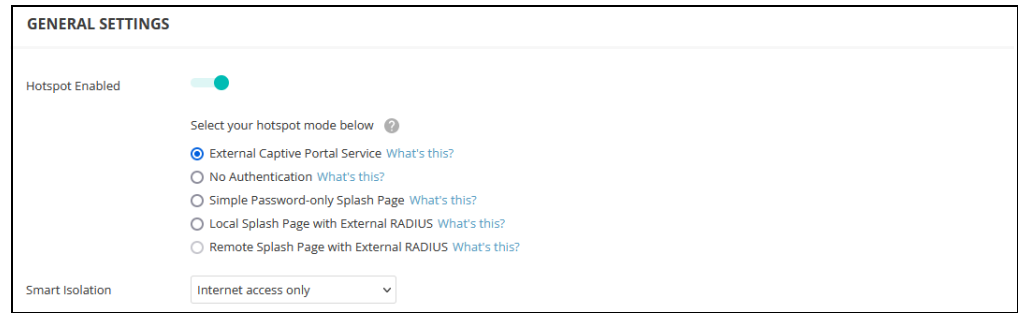 GENERAL SETTINGS
Hotspot Enabled
Select your hotspot mode below ?
External Captive Portal Service What's this?
No Authentication What's this?
Simple Password-only Splash Page What's this?
Local Splash Page with External RADIUS What's this?
Remote Splash Page with External RADIUS What's this?
Smart Isolation Internet access only